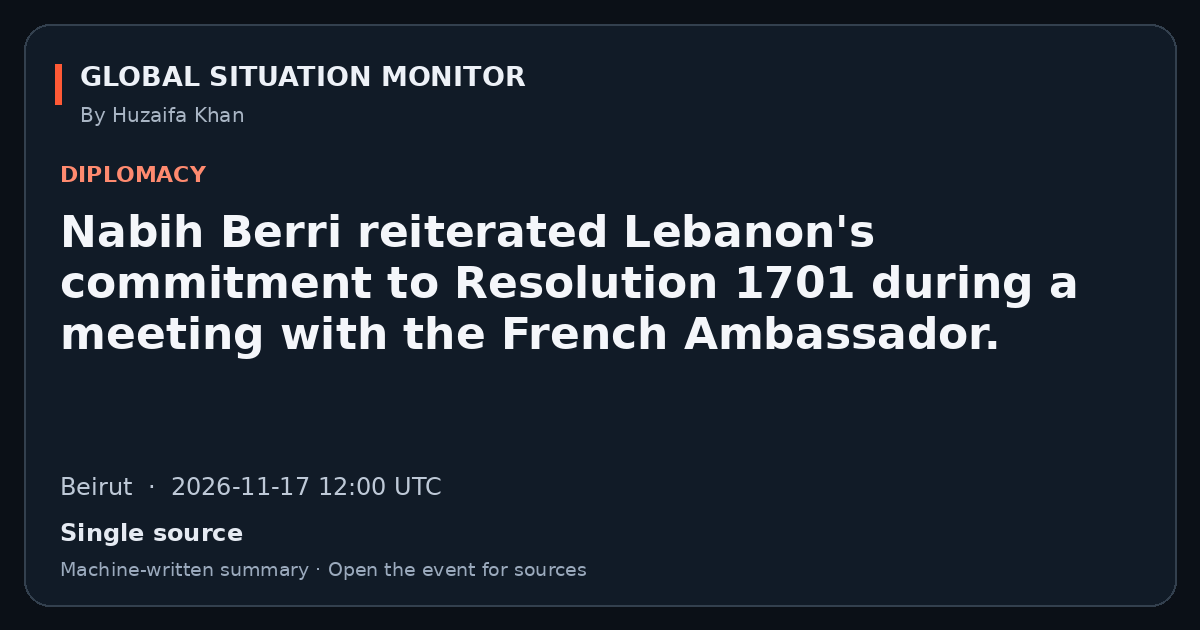 GLOBAL SITUATION MONITOR
By Huzaifa Khan
DIPLOMACY
Nabih Berri reiterated Lebanon's
commitment to Resolution 1701 during a
meeting with the French Ambassador.
Beirut · 2026-11-17 12:00 UTC
Single source
Machine-written summary · Open the event for sources